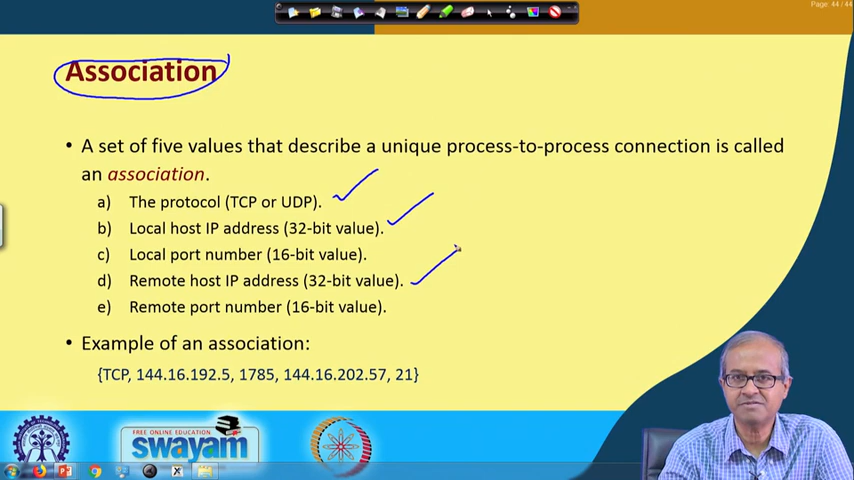 Page: 44 / 44
Association
• A set of five values that describe a unique process-to-process connection is called
an association.
a) The protocol (TCP or UDP).
b) Local host IP address (32-bit value).
c) Local port number (16-bit value).
d) Remote host IP address (32-bit value).
e) Remote port number (16-bit value).
• Example of an association:
{TCP, 144.16.192.5, 1785, 144.16.202.57, 21}
FREE ONLINE EDUCATION
swayam